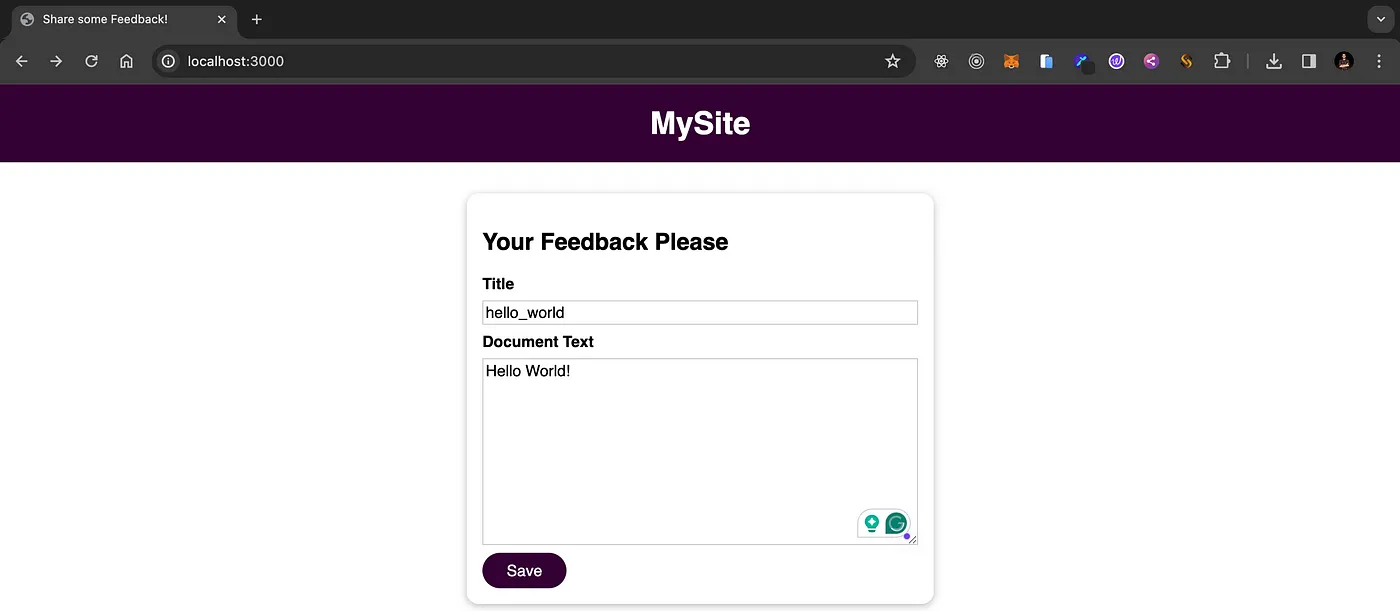 Share some Feedback!
localhost:3000
MySite
Your Feedback Please
Title
hello_world
Document Text
Hello World!
Save